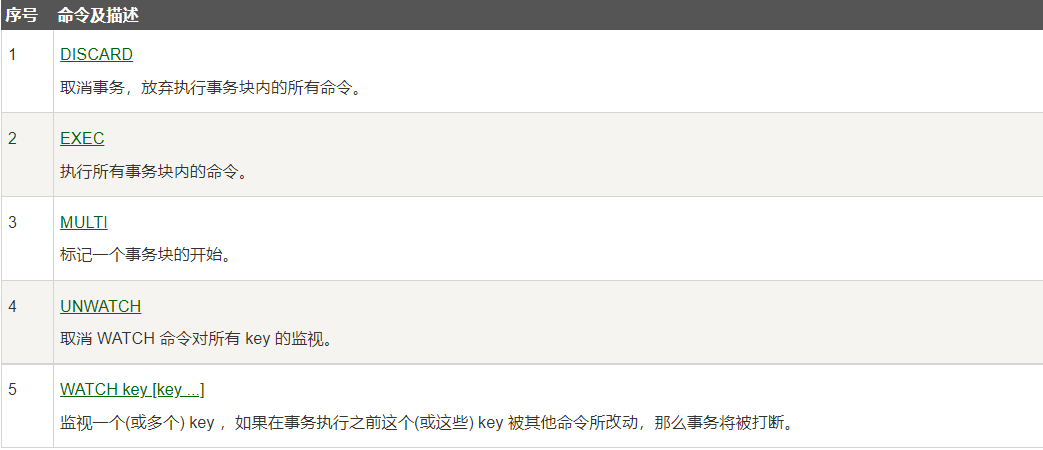 序号 命令及描述
1 DISCARD
取消事务，放弃执行事务块内的所有命令。
2 EXEC
执行所有事务块内的命令。
3 MULTI
标记一个事务块的开始。
4 UNWATCH
取消 WATCH 命令对所有 key 的监视。
5 WATCH key [key ...]
监视一个(或多个) key ，如果在事务执行之前这个(或这些) key 被其他命令所改动，那么事务将被打断。